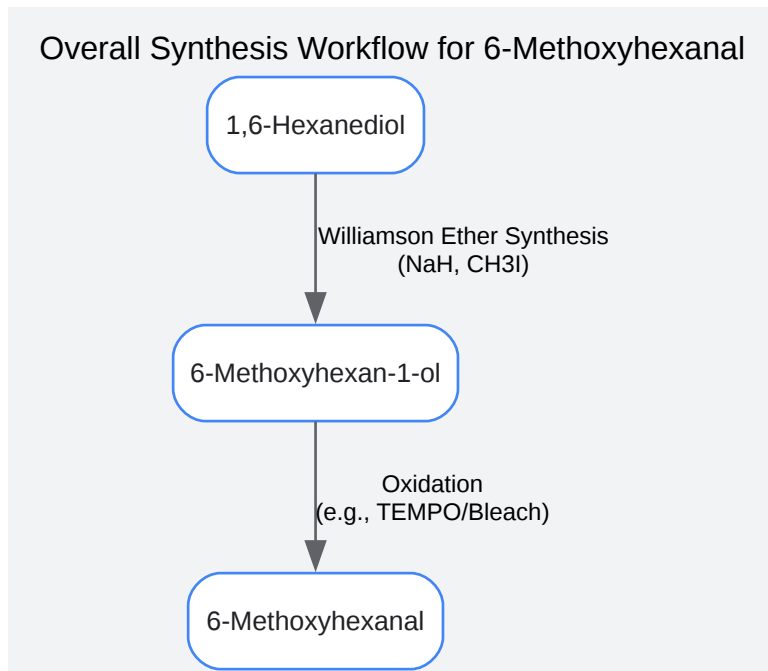 Overall Synthesis Workflow for 6-Methoxyhexanal
1,6-Hexanediol
Williamson Ether Synthesis
(NaH, CH3I)
6-Methoxyhexan-1-ol
Oxidation
(e.g., TEMPO/Bleach)
6-Methoxyhexanal